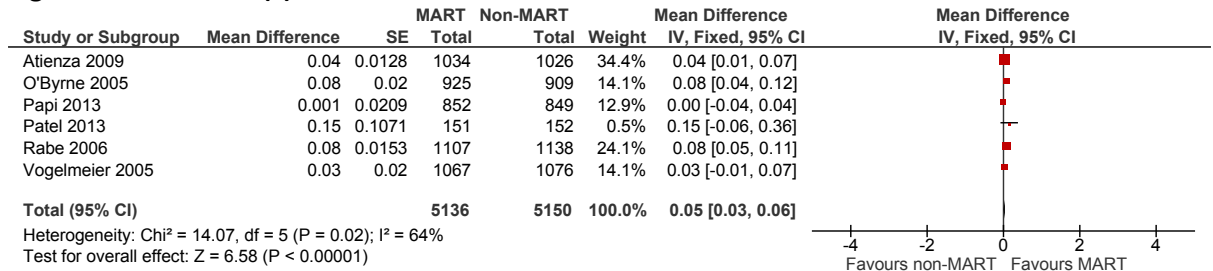 MART Non-MART Mean Difference Mean Difference
Study or Subgroup Mean Difference SE Total Total Weight IV, Fixed, 95% CI IV, Fixed, 95% CI
Atienza 2009 0.04 0.0128 1034 1026 34.4% 0.04 [0.01, 0.07]
O'Byrne 2005 0.08 0.02 925 909 14.1% 0.08 [0.04, 0.12]
Papi 2013 0.001 0.0209 852 849 12.9% 0.00 [-0.04, 0.04]
Patel 2013 0.15 0.1071 151 152 0.5% 0.15 [-0.06, 0.36]
Rabe 2006 0.08 0.0153 1107 1138 24.1% 0.08 [0.05, 0.11]
Vogelmeier 2005 0.03 0.02 1067 1076 14.1% 0.03 [-0.01, 0.07]
Total (95% CI) 5136 5150 100.0% 0.05 [0.03, 0.06]
Heterogeneity: Chi² = 14.07, df = 5 (P = 0.02); I² = 64%
Test for overall effect: Z = 6.58 (P < 0.00001)
-4 -2 0 2 4
Favours non-MART Favours MART